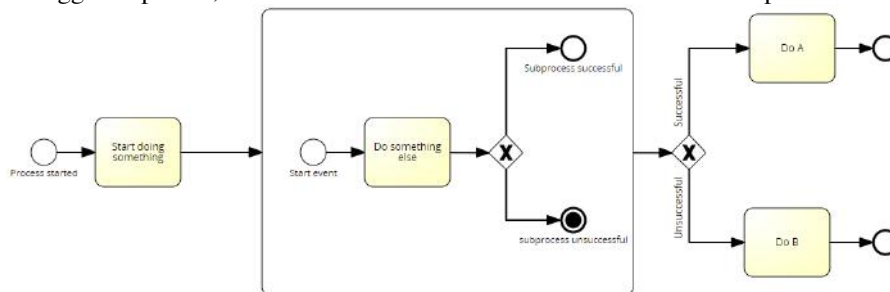 Do A
Subprocess successful
Successful
Process started
Start doing
something
Start event
Do something
else
X
X
Unsuccessful
subprocess unsuccessful
Do B